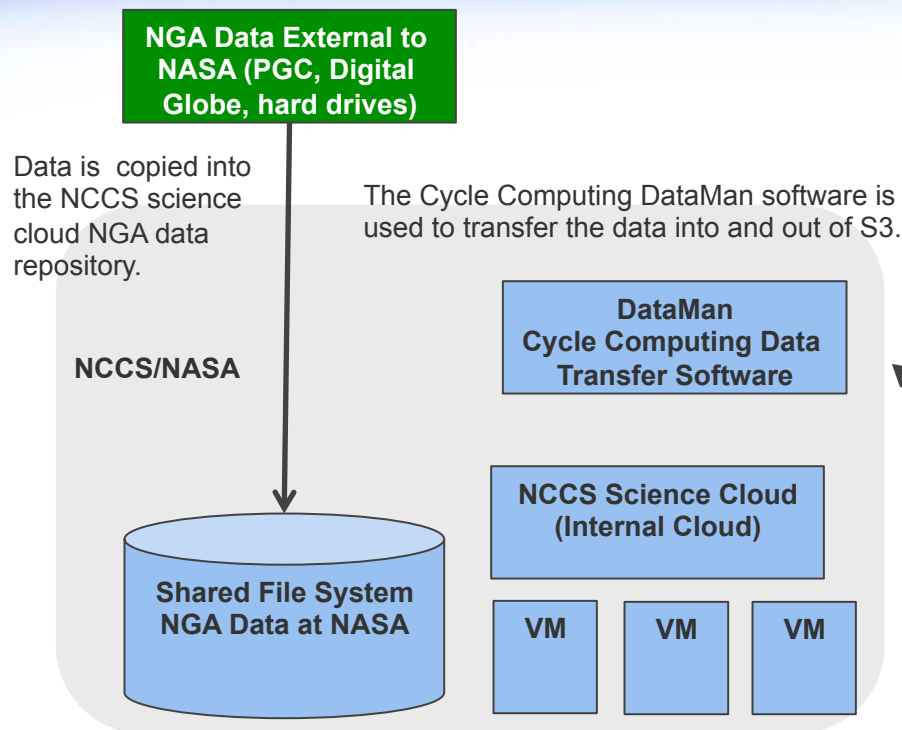 NGA Data External to
NASA (PGC, Digital
Globe, hard drives)
Data is copied into
the NCCS science
cloud NGA data
repository.
The Cycle Computing DataMan software is
used to transfer the data into and out of S3.
DataMan
Cycle Computing Data
Transfer Software
NCCS/NASA
NCCS Science Cloud
(Internal Cloud)
Shared File System
NGA Data at NASA
VM
VM
VM